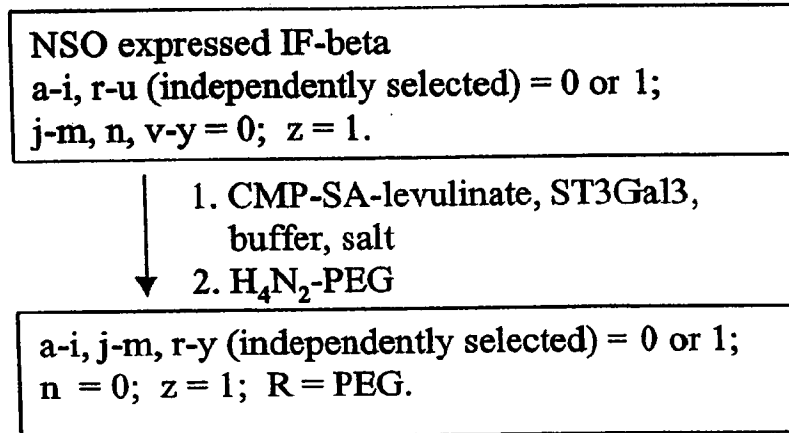 NSO expressed IF-beta
a-i, r-u (independently selected) = 0 or 1;
j-m, n, v-y = 0; z = 1.
1. CMP-SA-levulinate, ST3Gal3,
buffer, salt
2. H₄N₂-PEG
a-i, j-m, r-y (independently selected) = 0 or 1;
n = 0; z = 1; R = PEG.